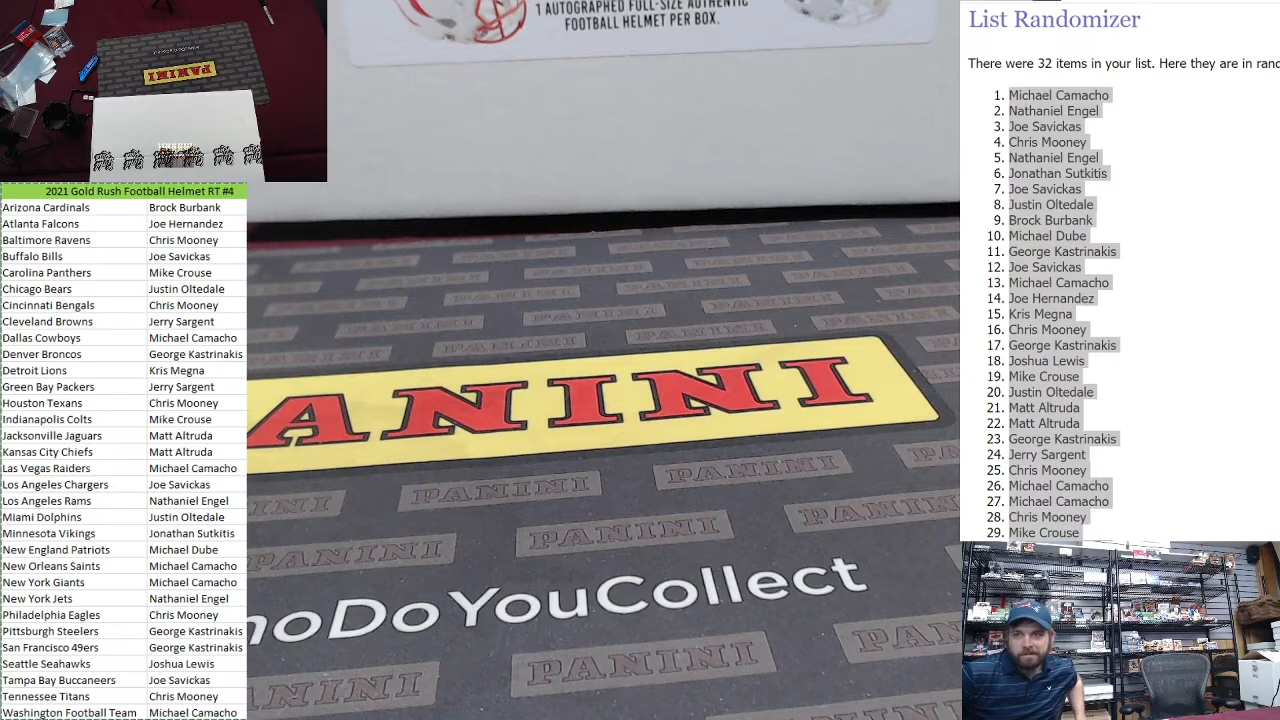 1 AUTOGRAPHED FULL-SIZE AUTHENTIC
FOOTBALL HELMET PER BOX.
PANINI
2021 Gold Rush Football Helmet RT #4
Arizona Cardinals Brock Burbank
Atlanta Falcons Joe Hernandez
Baltimore Ravens Chris Mooney
Buffalo Bills Joe Savickas
Carolina Panthers Mike Crouse
Chicago Bears Justin Oltedale
Cincinnati Bengals Chris Mooney
Cleveland Browns Jerry Sargent
Dallas Cowboys Michael Camacho
Denver Broncos George Kastrinakis
Detroit Lions Kris Megna
Green Bay Packers Jerry Sargent
Houston Texans Chris Mooney
Indianapolis Colts Mike Crouse
Jacksonville Jaguars Matt Altruda
Kansas City Chiefs Matt Altruda
Las Vegas Raiders Michael Camacho
Los Angeles Chargers Joe Savickas
Los Angeles Rams Nathaniel Engel
Miami Dolphins Justin Oltedale
Minnesota Vikings Jonathan Sutkitis
New England Patriots Michael Dube
New Orleans Saints Michael Camacho
New York Giants Michael Camacho
New York Jets Nathaniel Engel
Philadelphia Eagles Chris Mooney
Pittsburgh Steelers George Kastrinakis
San Francisco 49ers George Kastrinakis
Seattle Seahawks Joshua Lewis
Tampa Bay Buccaneers Joe Savickas
Tennessee Titans Chris Mooney
Washington Football Team Michael Camacho
ANINI
PANINI
PANINI
PANINI
PANINI
PANINI
PANINI
hoDoYouCollect
List Randomizer
There were 32 items in your list. Here they are in rand
1. Michael Camacho
2. Nathaniel Engel
3. Joe Savickas
4. Chris Mooney
5. Nathaniel Engel
6. Jonathan Sutkitis
7. Joe Savickas
8. Justin Oltedale
9. Brock Burbank
10. Michael Dube
11. George Kastrinakis
12. Joe Savickas
13. Michael Camacho
14. Joe Hernandez
15. Kris Megna
16. Chris Mooney
17. George Kastrinakis
18. Joshua Lewis
19. Mike Crouse
20. Justin Oltedale
21. Matt Altruda
22. Matt Altruda
23. George Kastrinakis
24. Jerry Sargent
25. Chris Mooney
26. Michael Camacho
27. Michael Camacho
28. Chris Mooney
29. Mike Crouse